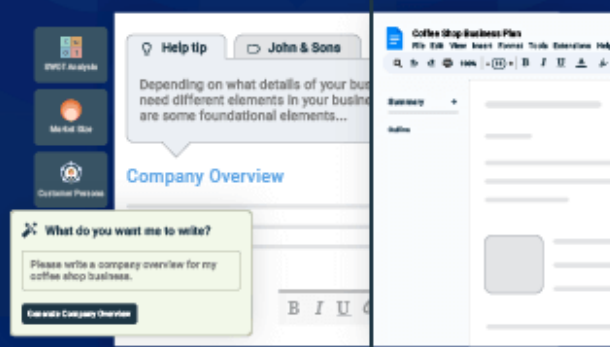 SWOT Analysis
Market Size
Customer Persona
Help tip
John & Sons
Depending on what details of your bus
need different elements in your busine
are some foundational elements...
Company Overview
What do you want me to write?
Please write a company overview for my
coffee shop business.
Generate Company Overview
B I U
Coffee Shop Business Plan
File Edit View Insert Format Tools Extensions Help
100%
B I U A
Summary +
Outline